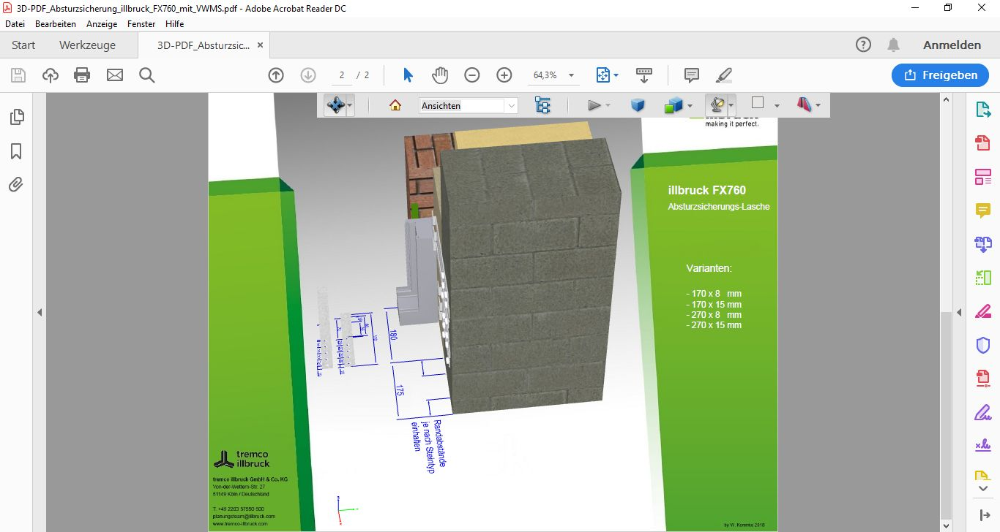 3D-PDF_Absturzsicherung_illbruck_FX760_mit_VWMS.pdf - Adobe Acrobat Reader DC
Datei Bearbeiten Anzeige Fenster Hilfe
Start Werkzeuge 3D-PDF_Absturzsic... × Anmelden
2 / 2 64,3% Freigeben
Ansichten
making it perfect.
illbruck FX760
Absturzsicherungs-Lasche
Varianten:
- 170 x 8 mm
- 170 x 15 mm
- 270 x 8 mm
- 270 x 15 mm
180
175
Randabstände
je nach Steintyp
einhalten
tremco
illbruck
tremco illbruck GmbH & Co. KG
Von-der-Wettern-Str. 27
51149 Köln / Deutschland
T. +49 2203 57550-500
planungsteam@illbruck.com
www.tremco-illbruck.com